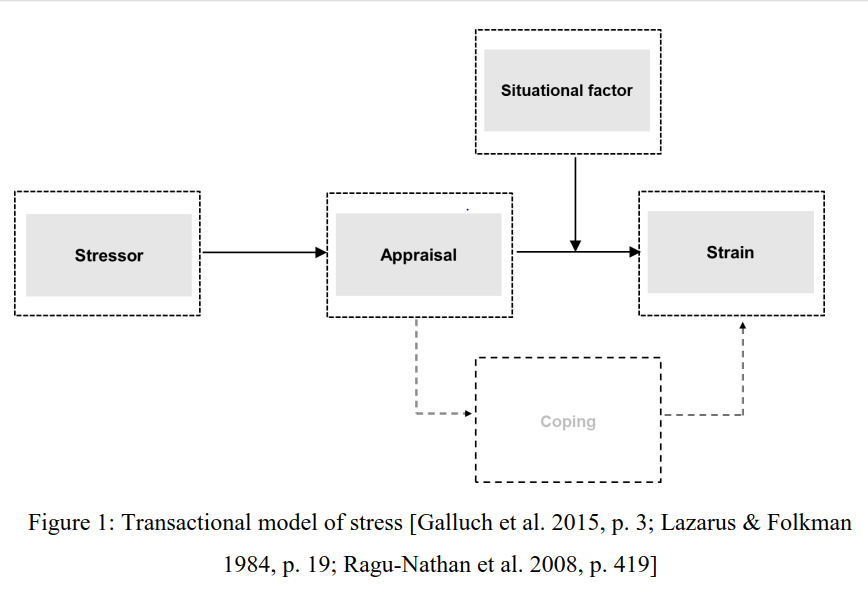 Situational factor
Stressor
Appraisal
Strain
Coping
Figure 1: Transactional model of stress [Galluch et al. 2015, p. 3; Lazarus & Folkman
1984, p. 19; Ragu-Nathan et al. 2008, p. 419]